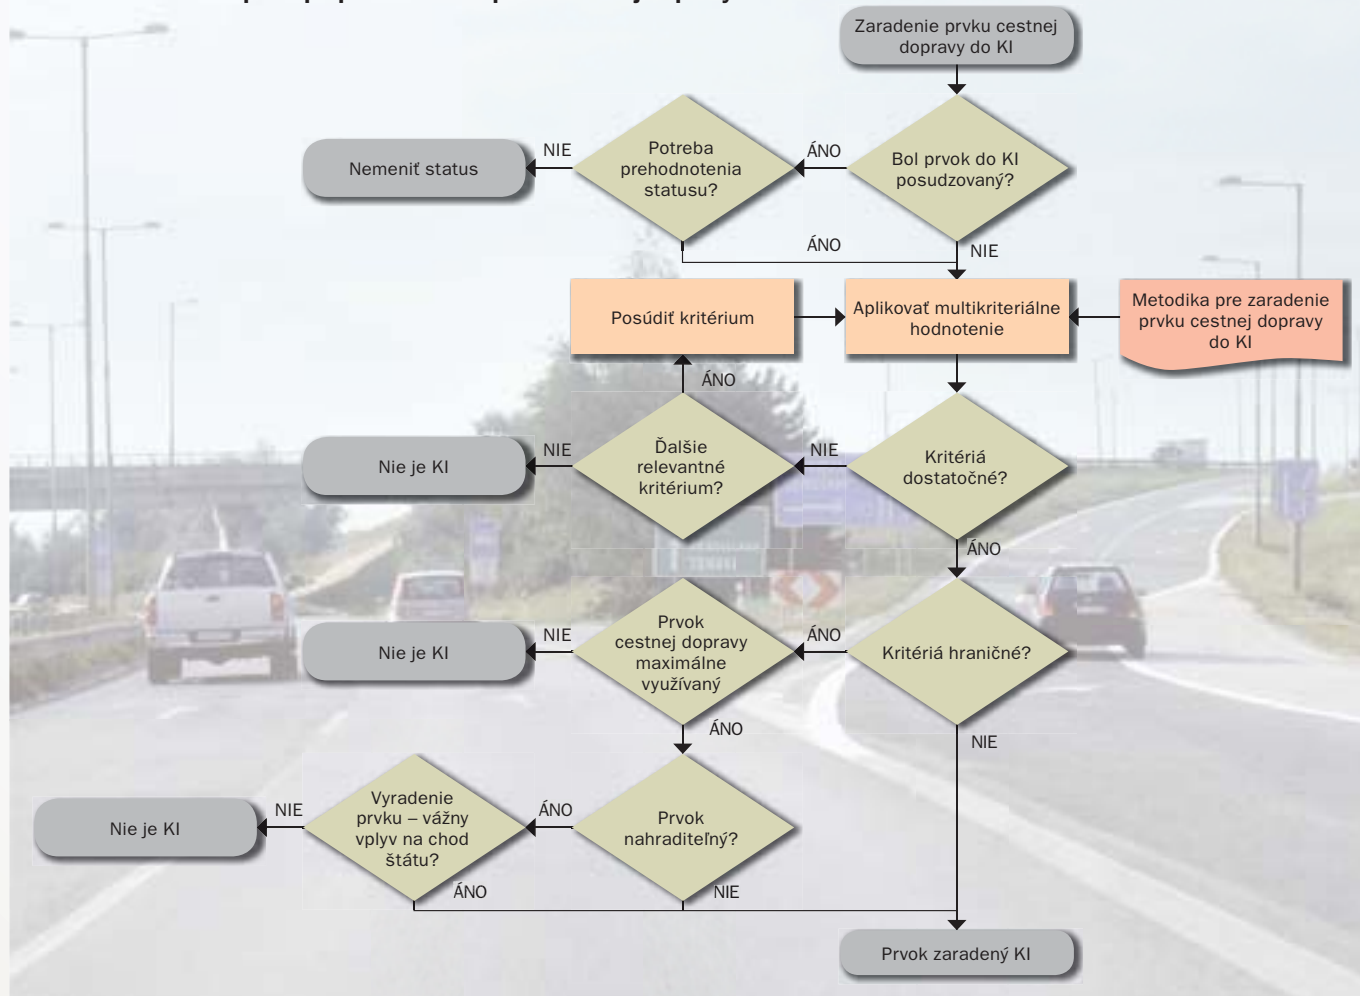 Zaradenie prvku cestnej
dopravy do KI
Potreba
prehodnotenia
statusu?
Bol prvok do KI
posudzovaný?
Nemeniť status
NIE
ÁNO
ÁNO
NIE
Posúdiť kritérium
Aplikovať multikriteriálne
hodnotenie
Metodika pre zaradenie
prvku cestnej dopravy
do KI
ÁNO
Nie je KI
NIE
Ďalšie
relevantné
kritérium?
NIE
Kritériá
dostatočné?
ÁNO
Nie je KI
NIE
Prvok
cestnej dopravy
maximálne
využívaný
ÁNO
Kritériá hraničné?
ÁNO
NIE
Nie je KI
NIE
Vyradenie
prvku – vážny
vplyv na chod
štátu?
ÁNO
Prvok
nahraditeľný?
ÁNO
NIE
Prvok zaradený KI